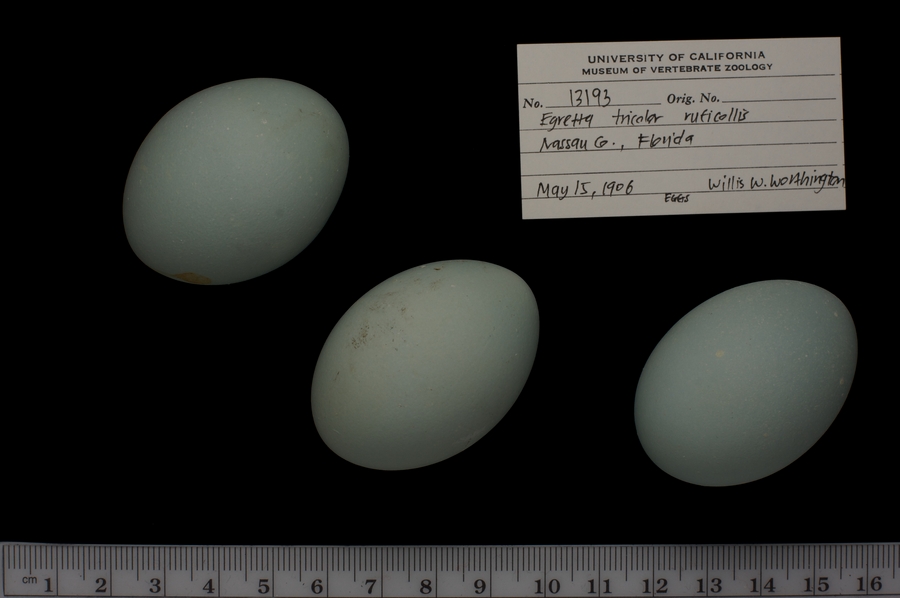 UNIVERSITY OF CALIFORNIA
MUSEUM OF VERTEBRATE ZOOLOGY
No. 13193 Orig. No.
Egretta tricolor ruficollis
Nassau Co., Florida
May 15, 1906 Willis W. Worthington
EGGS
cm 1 2 3 4 5 6 7 8 9 10 11 12 13 14 15 16